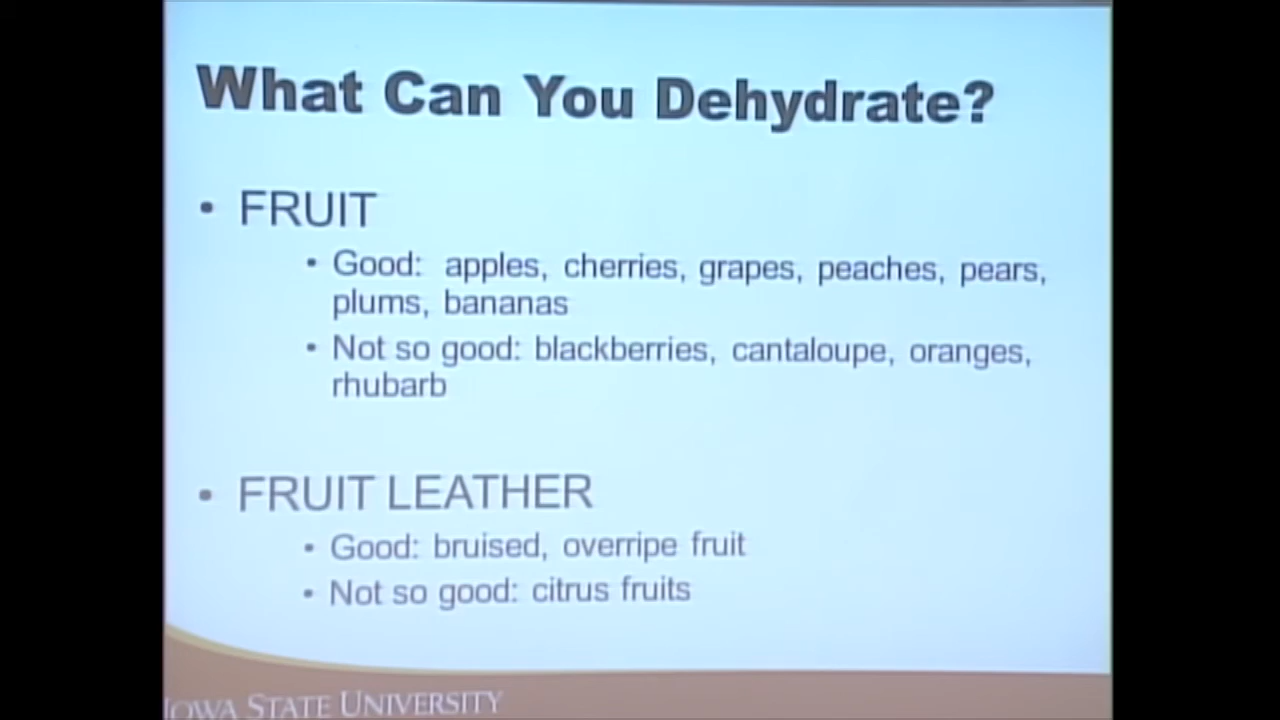 What Can You Dehydrate?
• FRUIT
• Good: apples, cherries, grapes, peaches, pears,
plums, bananas
• Not so good: blackberries, cantaloupe, oranges,
rhubarb
• FRUIT LEATHER
• Good: bruised, overripe fruit
• Not so good: citrus fruits
IOWA STATE UNIVERSITY